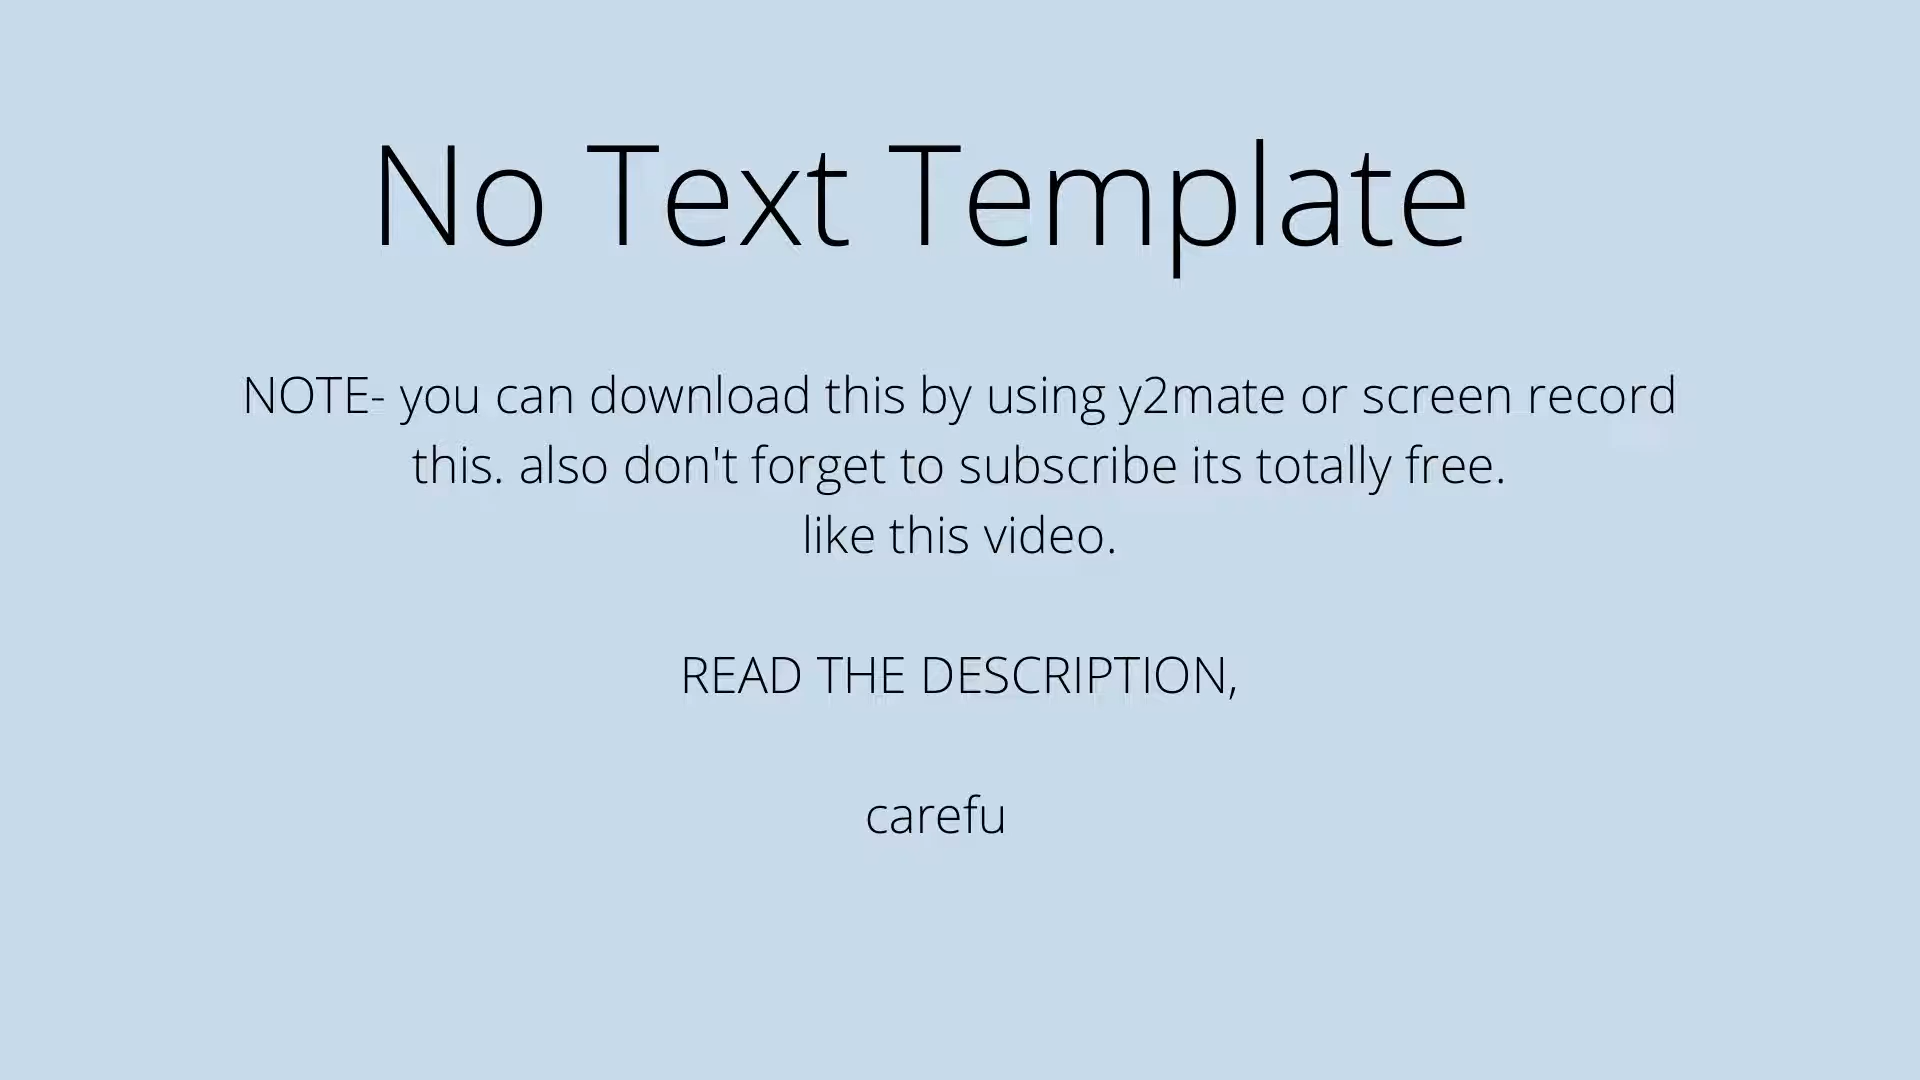 No Text Template
NOTE- you can download this by using y2mate or screen record
this. also don't forget to subscribe its totally free.
like this video.
READ THE DESCRIPTION,
carefu